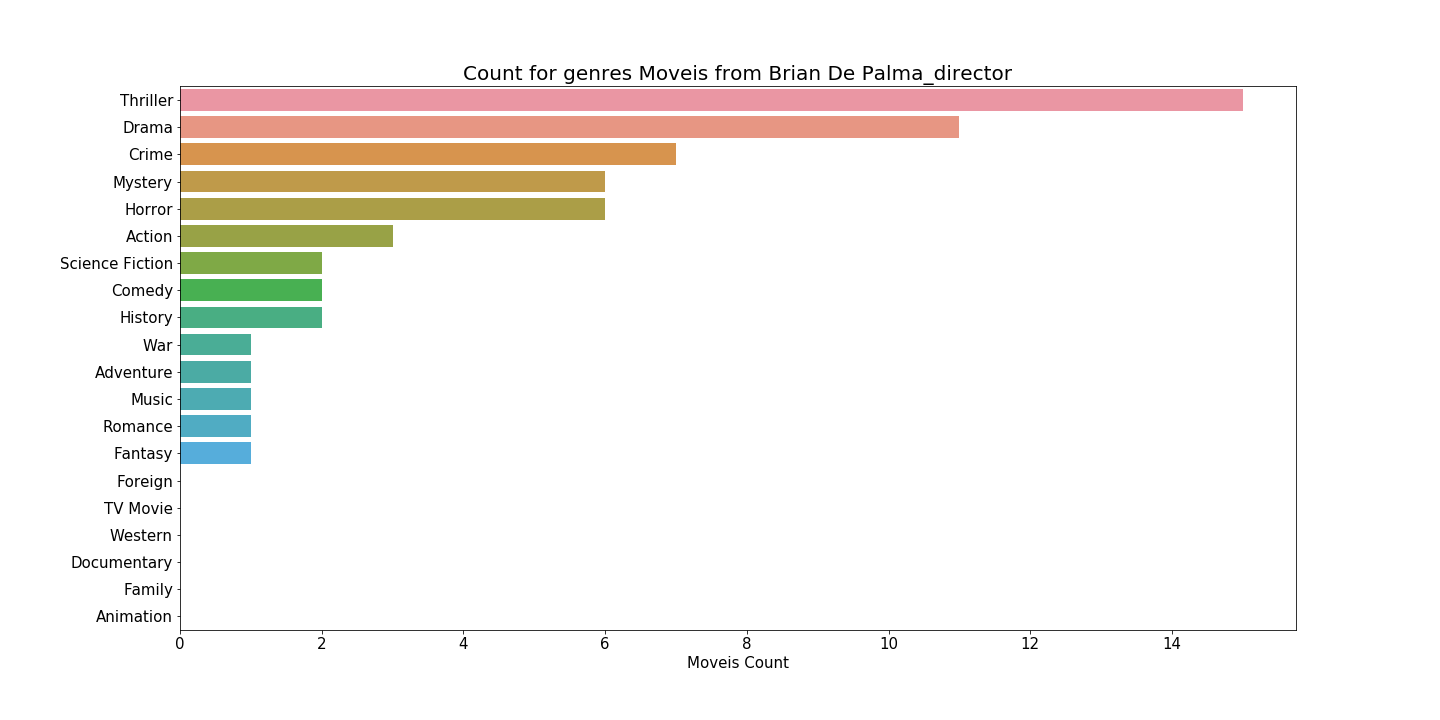 Count for genres Moveis from Brian De Palma_director
Thriller
Drama
Crime
Mystery
Horror
Action
Science Fiction
Comedy
History
War
Adventure
Music
Romance
Fantasy
Foreign
TV Movie
Western
Documentary
Family
Animation
0 2 4 6 8 10 12 14
Moveis Count